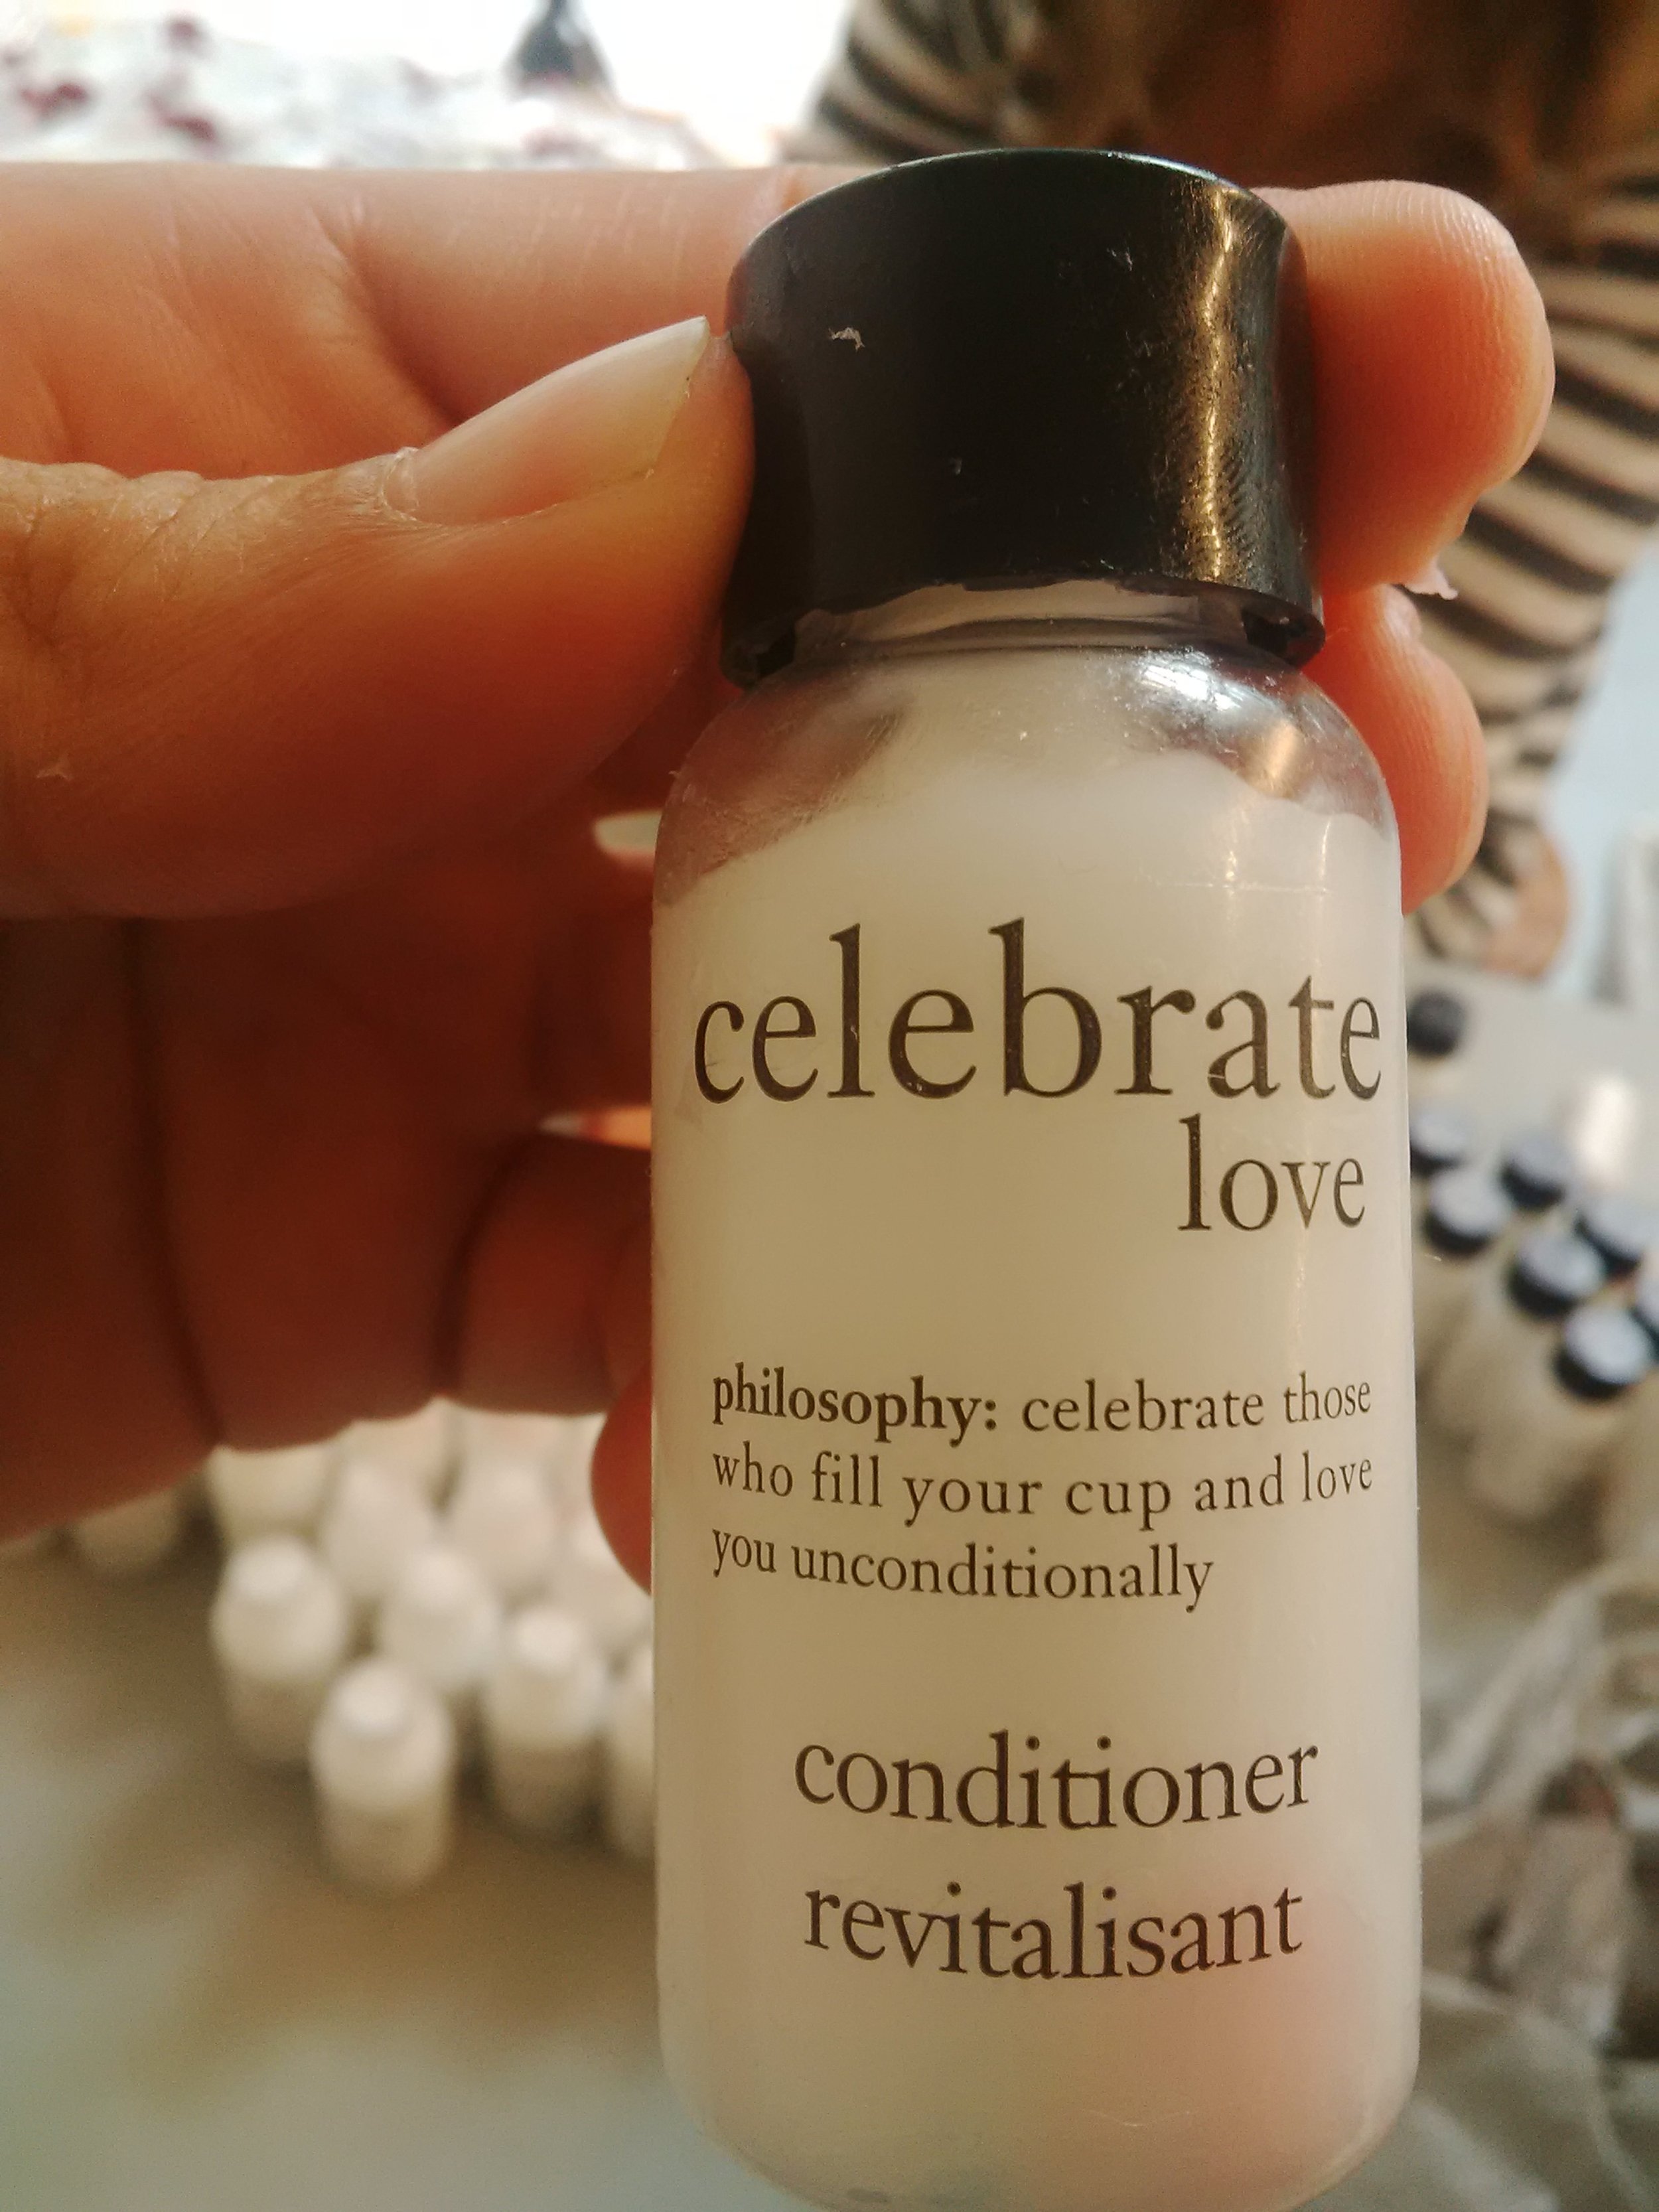 celebrate
love
philosophy: celebrate those
who fill your cup and love
you unconditionally
conditioner
revitalisant